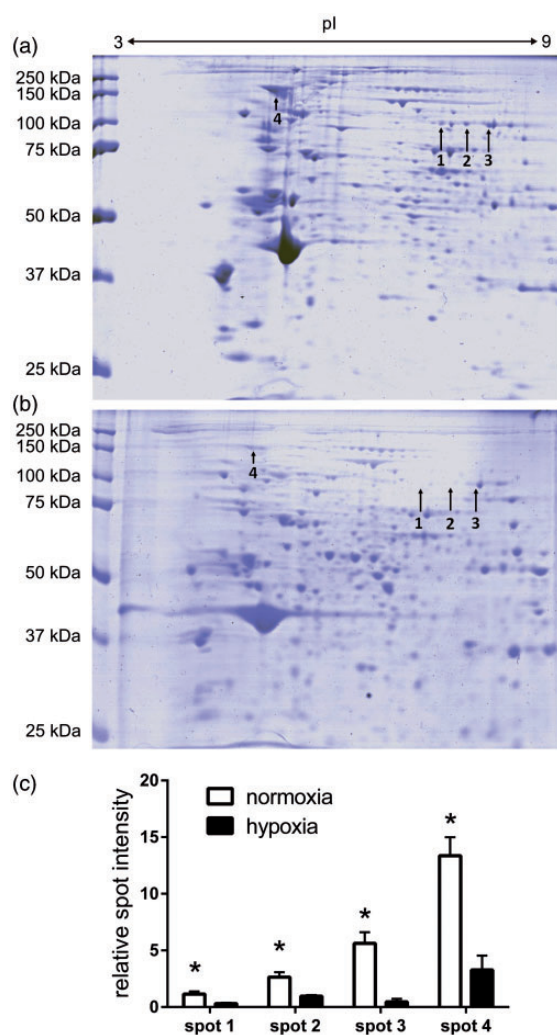 pI
(a) 3 9
250 kDa
150 kDa
4
100 kDa
1 2 3
75 kDa
50 kDa
37 kDa
25 kDa
(b)
250 kDa
150 kDa
4
100 kDa
75 kDa
1 2 3
50 kDa
37 kDa
25 kDa
(c)
20
normoxia
hypoxia
15
10
5
0
relative spot intensity
* * * *
spot 1 spot 2 spot 3 spot 4